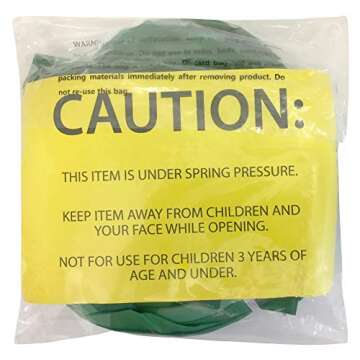 WARNING
packing materials immediately after removing product. Do
not re-use this bag.
CAUTION:
THIS ITEM IS UNDER SPRING PRESSURE.
KEEP ITEM AWAY FROM CHILDREN AND
YOUR FACE WHILE OPENING.
NOT FOR USE FOR CHILDREN 3 YEARS OF
AGE AND UNDER.